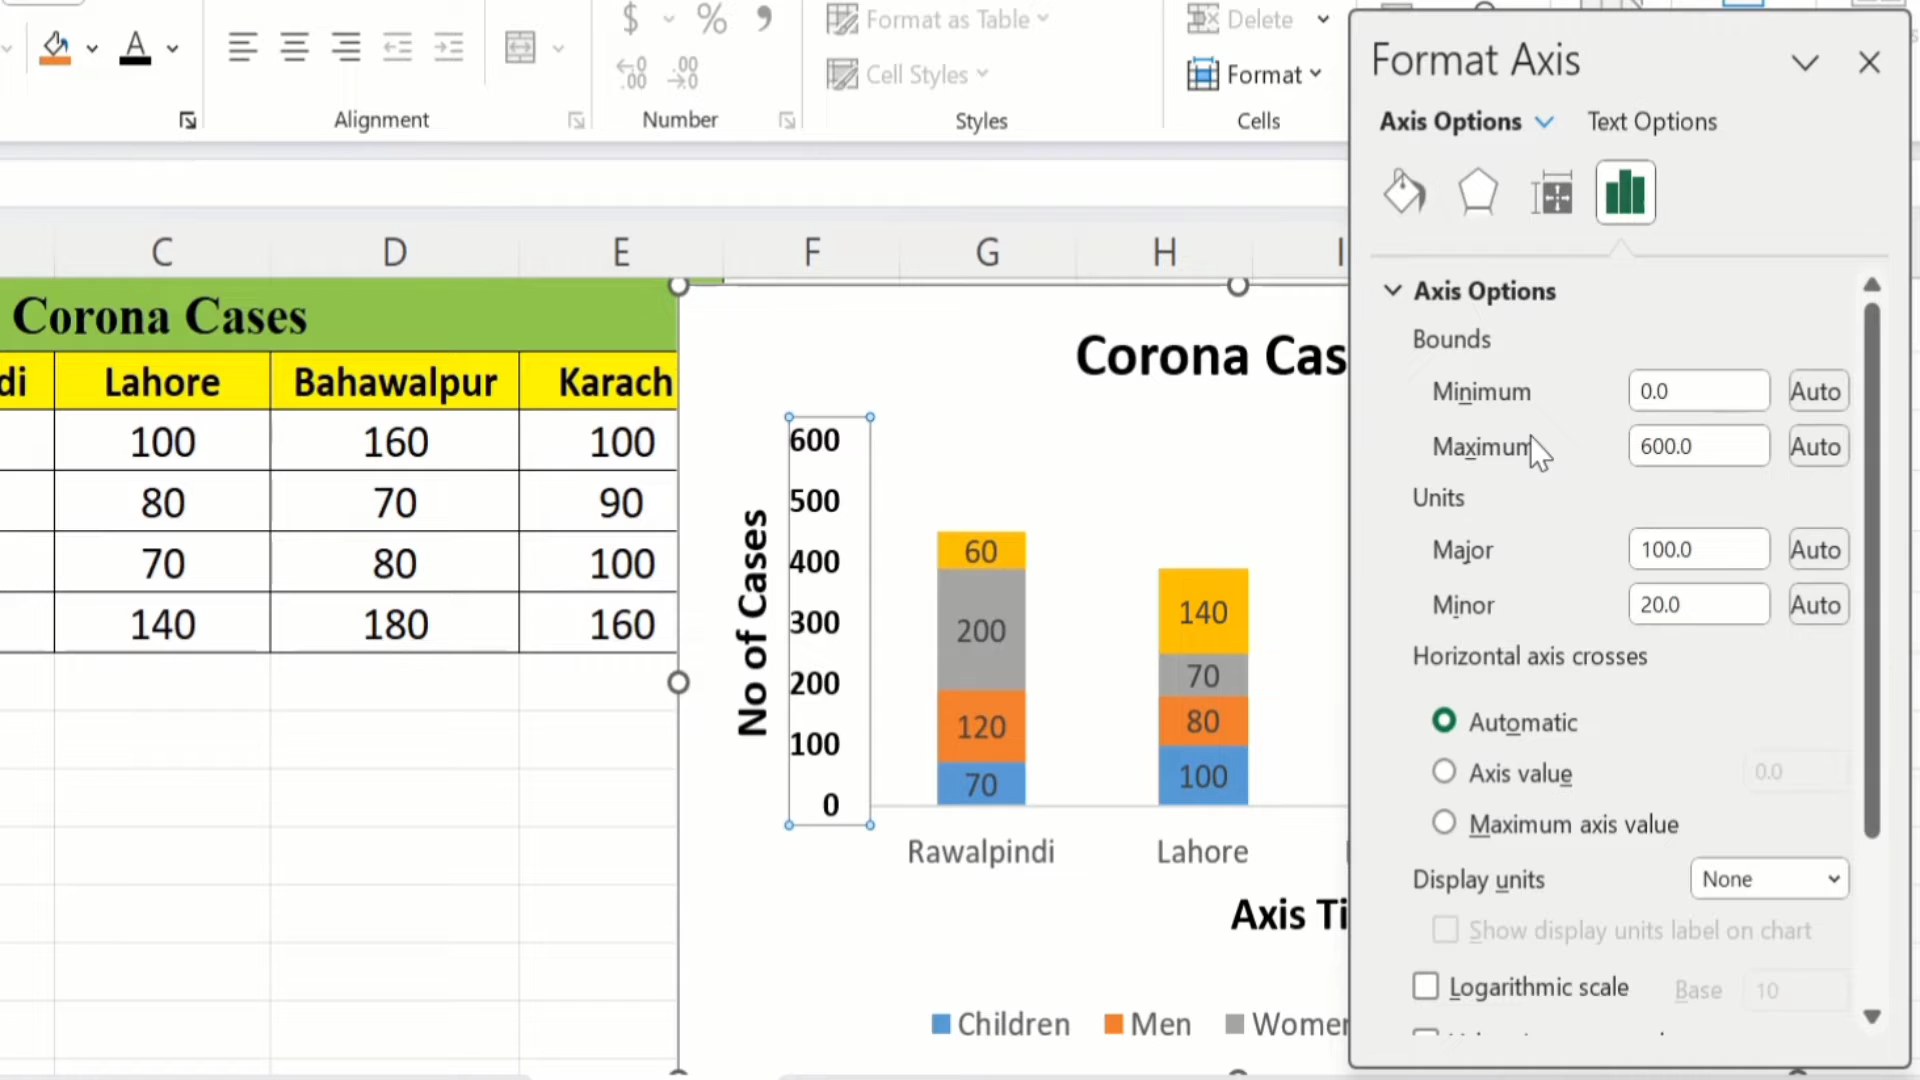 $ % ,
Format as Table
Delete
A
Cell Styles
Format
Alignment
Number
Styles
Cells
Format Axis
Axis Options
Text Options
C D E F G H I
Corona Cases
di Lahore Bahawalpur Karach
100 160 100
80 70 90
70 80 100
140 180 160
Corona Cas
No of Cases
600
500
400
300
200
100
0
60
200
120
70
140
70
80
100
Rawalpindi
Lahore
Axis Ti
Children
Men
Women
Axis Options
Bounds
Minimum 0.0 Auto
Maximum 600.0 Auto
Units
Major 100.0 Auto
Minor 20.0 Auto
Horizontal axis crosses
Automatic
Axis value 0.0
Maximum axis value
Display units None
Show display units label on chart
Logarithmic scale Base 10